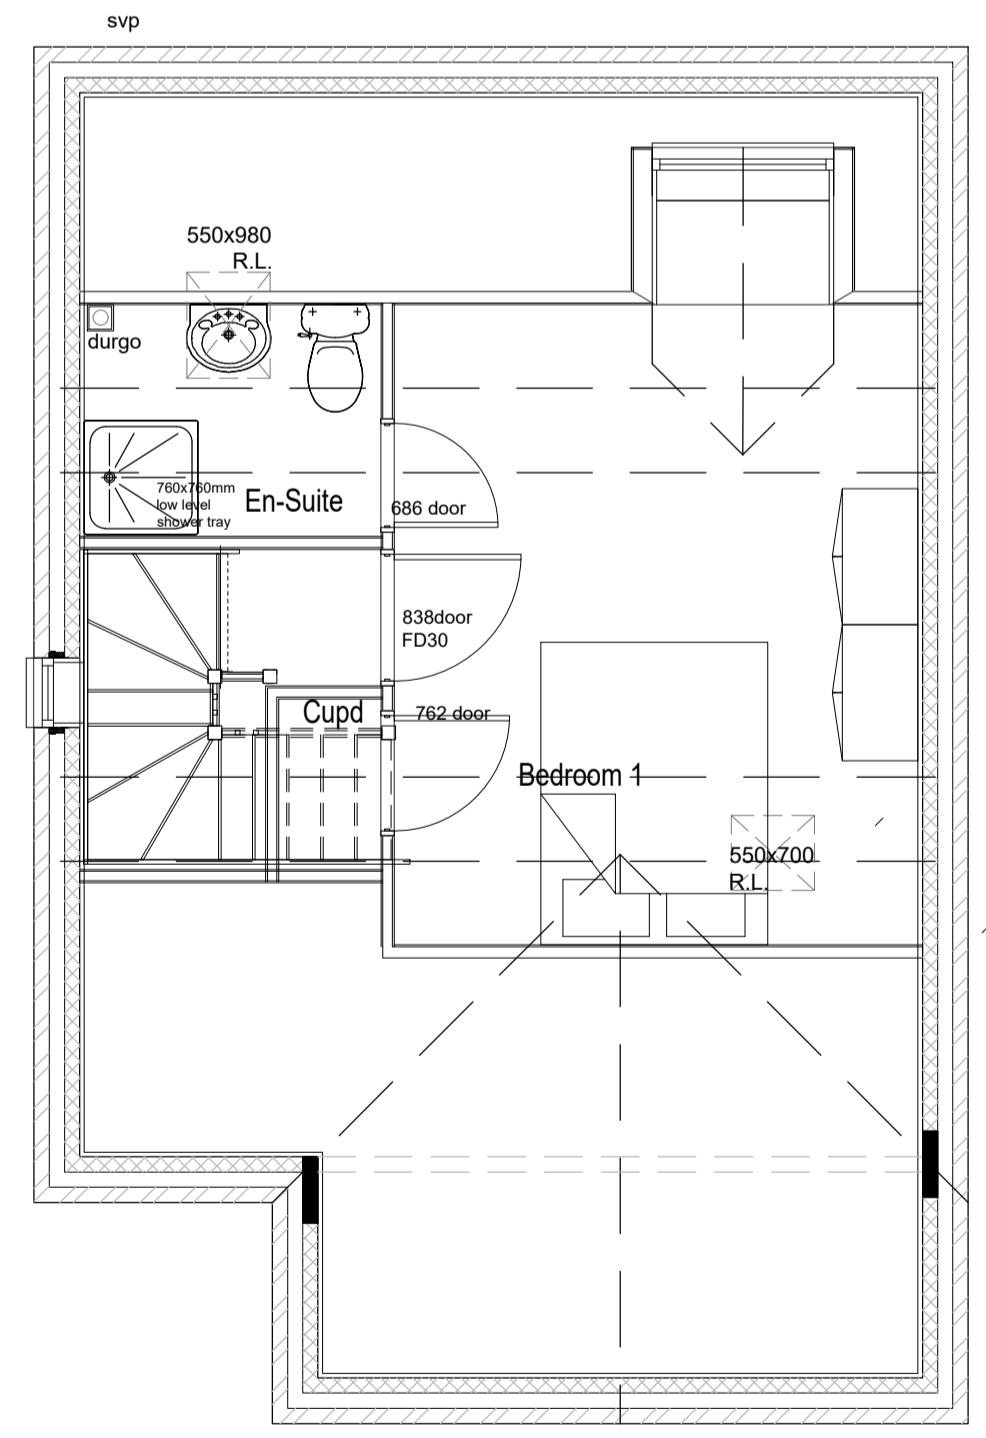 svp
550x980
R.L.
durgo
760x760mm
low level
shower tray
En-Suite
686 door
838door
FD30
Cupd
762 door
Bedroom 1
550x700
R.L.